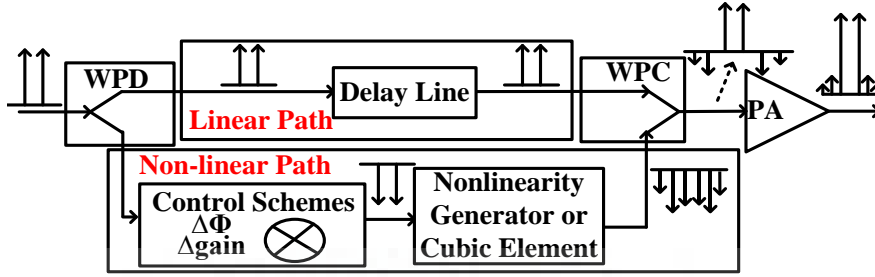 WPD
Delay Line
Linear Path
WPC
PA
Non-linear Path
Control Schemes
ΔΦ
Δgain
Nonlinearity
Generator or
Cubic Element